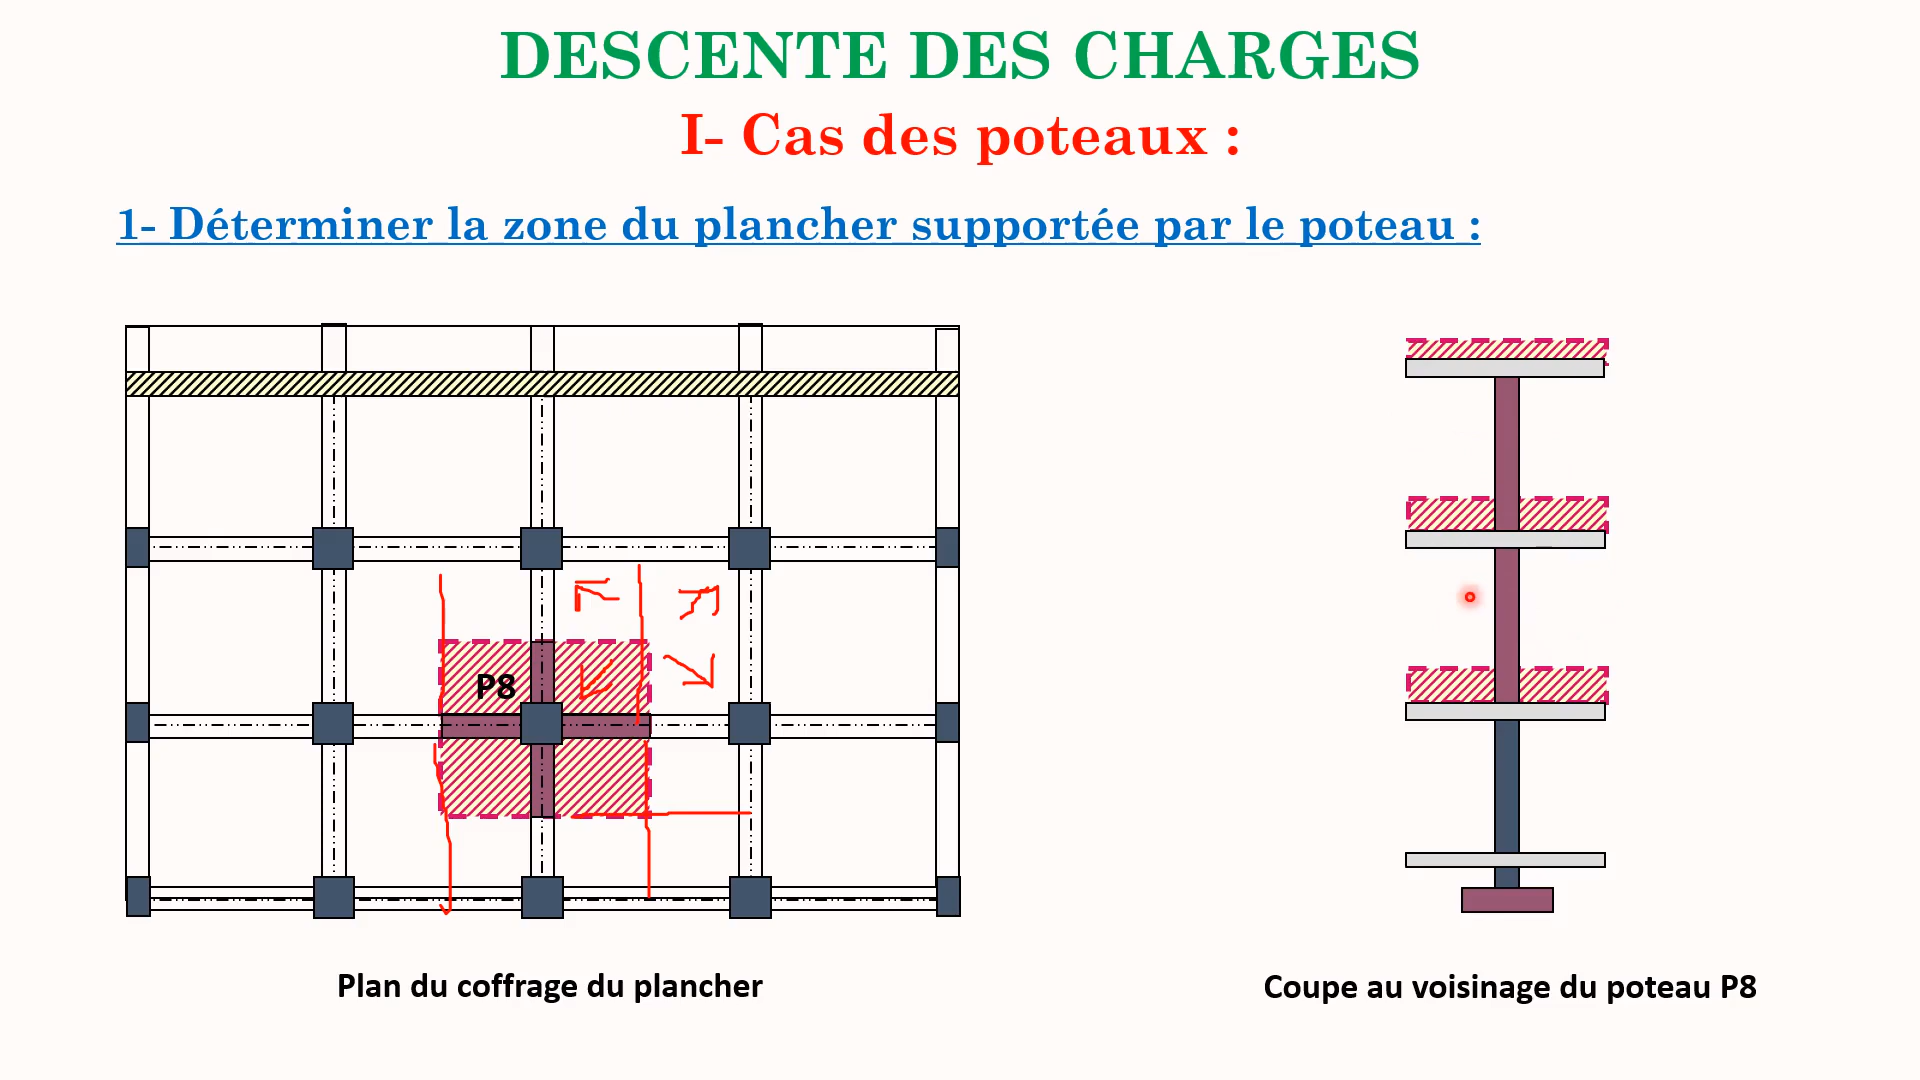 DESCENTE DES CHARGES
I- Cas des poteaux :
1- Déterminer la zone du plancher supportée par le poteau :
P8
Plan du coffrage du plancher
Coupe au voisinage du poteau P8